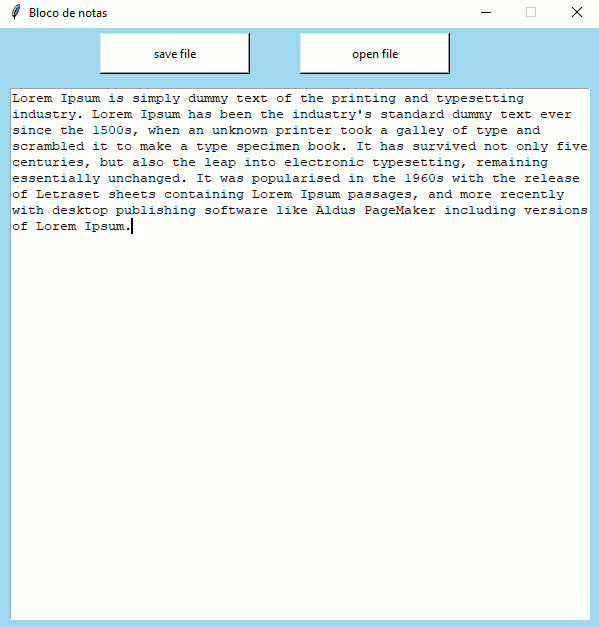 Bloco de notas
save file
open file
Lorem Ipsum is simply dummy text of the printing and typesetting
industry. Lorem Ipsum has been the industry's standard dummy text ever
since the 1500s, when an unknown printer took a galley of type and
scrambled it to make a type specimen book. It has survived not only five
centuries, but also the leap into electronic typesetting, remaining
essentially unchanged. It was popularised in the 1960s with the release
of Letraset sheets containing Lorem Ipsum passages, and more recently
with desktop publishing software like Aldus PageMaker including versions
of Lorem Ipsum.